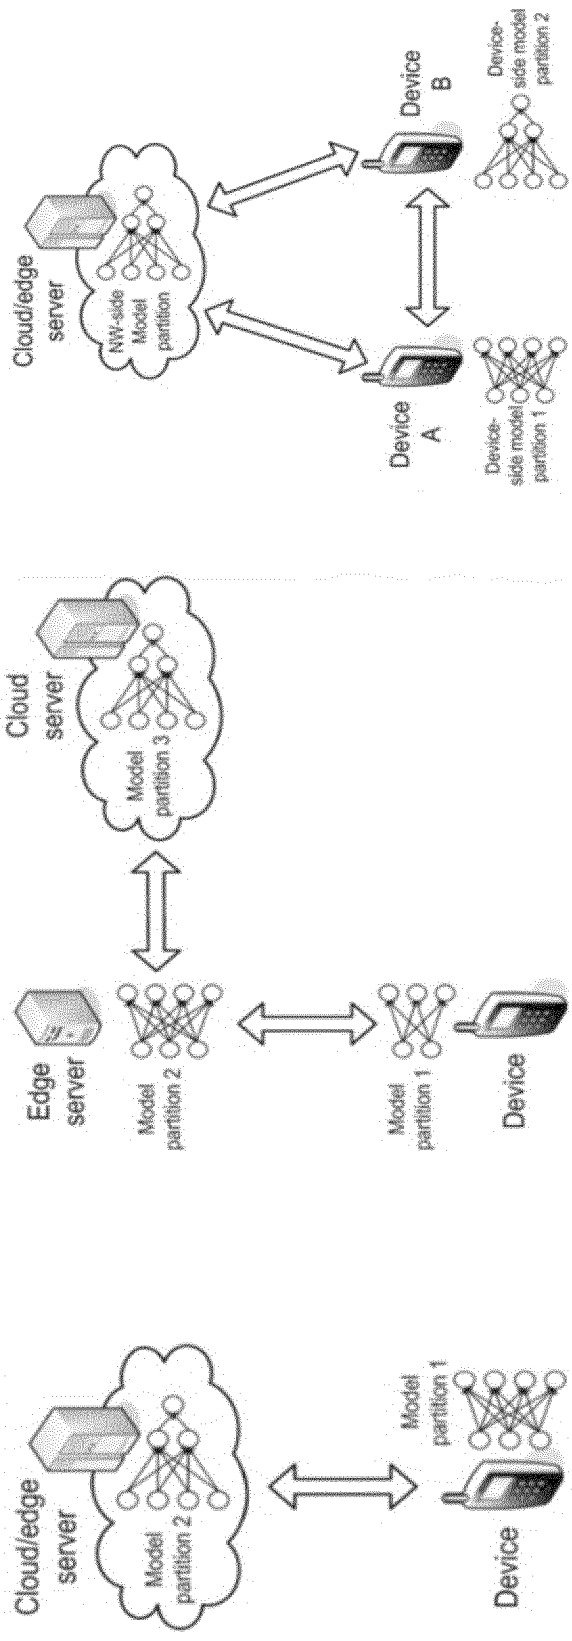 Cloud/edge
server
Model
partition 2
Model
partition 1
Device
Edge
server
Model
partition 2
Model
partition 1
Device
Cloud
server
Model
partition 3
Cloud/edge
server
NW-side
Model
partition
Device
A
Device-
side model
partition 1
Device
B
Device-
side model
partition 2